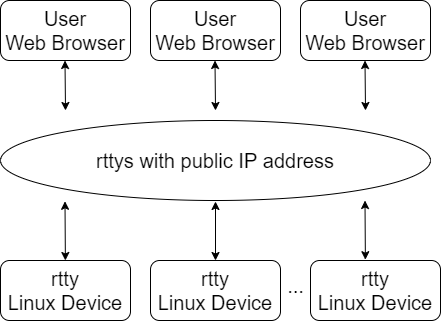 User
Web Browser
User
Web Browser
User
Web Browser
rttys with public IP address
rtty
Linux Device
rtty
Linux Device
...
rtty
Linux Device